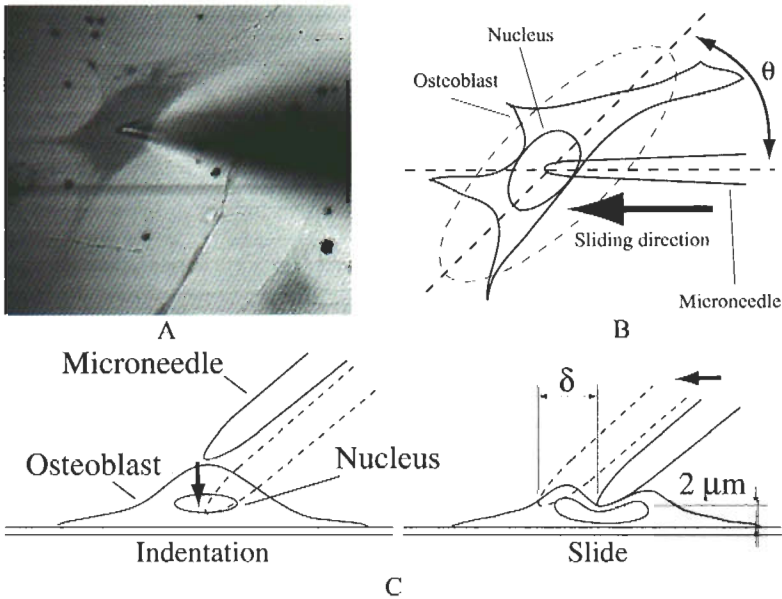 A
Nucleus
θ
Osteoblast
Sliding direction
Microneedle
B
Microneedle
Osteoblast
Nucleus
Indentation
δ
2 μm
Slide
C